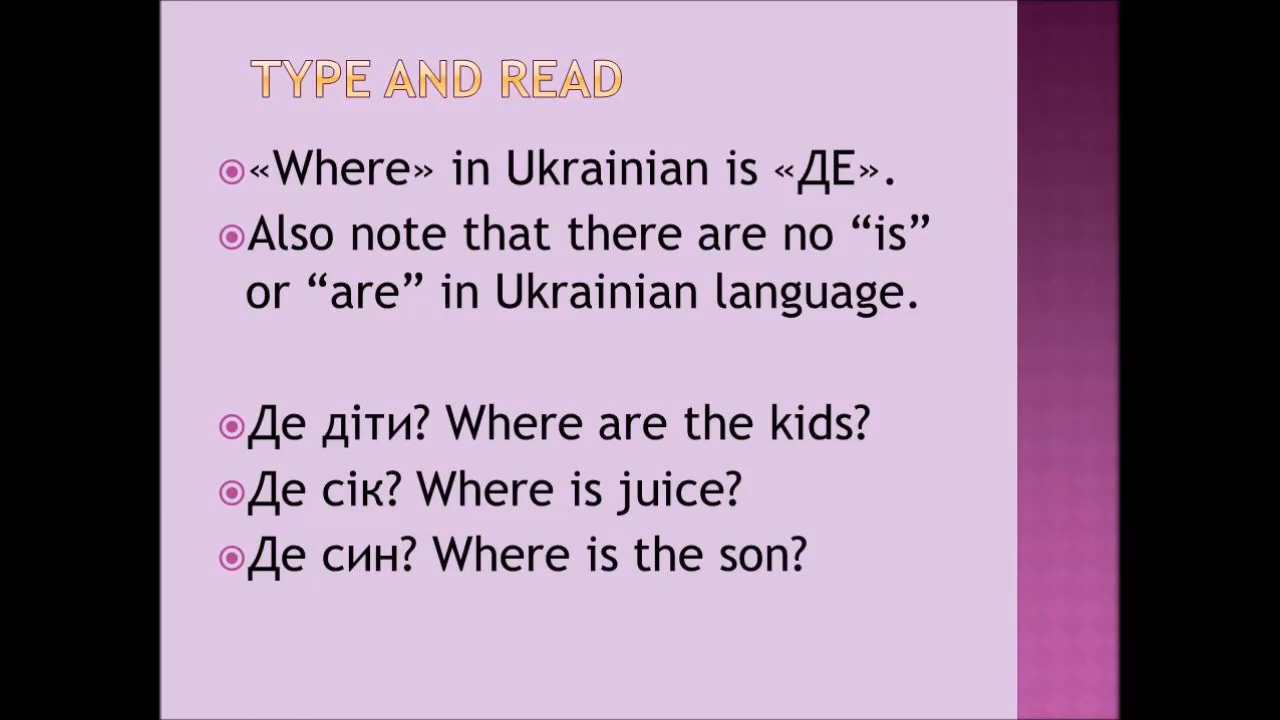 TYPE AND READ
«Where» in Ukrainian is «ДЕ».
Also note that there are no “is”
or “are” in Ukrainian language.
Де діти? Where are the kids?
Де сік? Where is juice?
Де син? Where is the son?